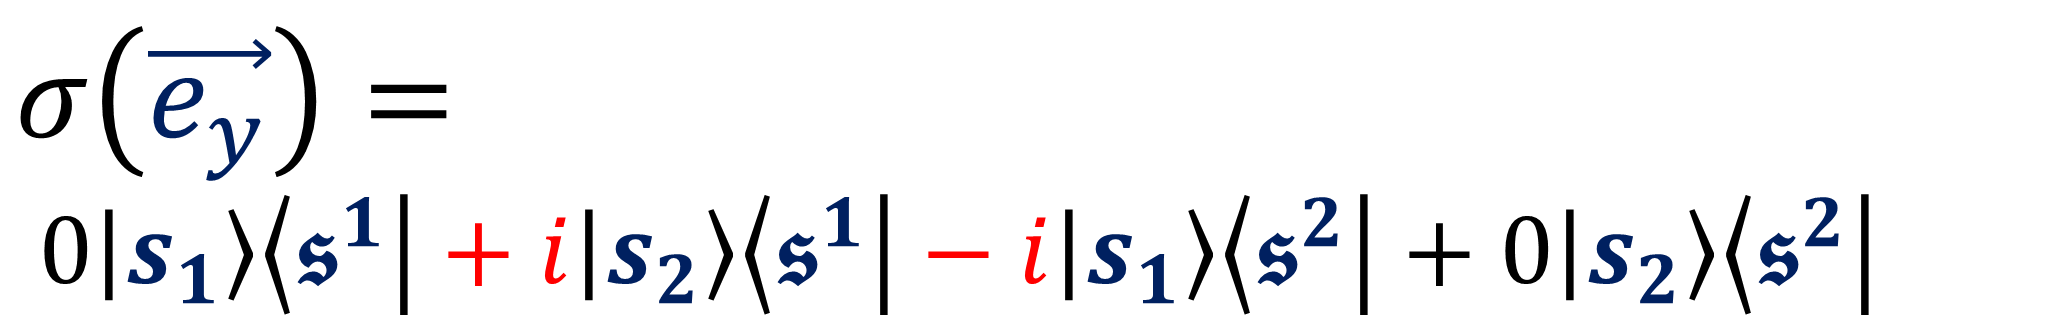 σ(e⃗_y) =
0|s₁⟩⟨𝔰¹| + i|s₂⟩⟨𝔰¹| − i|s₁⟩⟨𝔰²| + 0|s₂⟩⟨𝔰²|